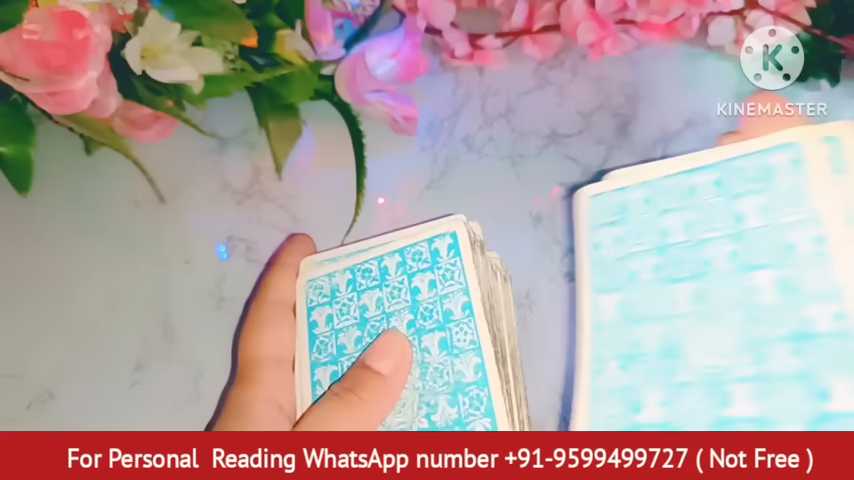 K
KINEMASTER
For Personal Reading WhatsApp number +91-9599499727 ( Not Free )